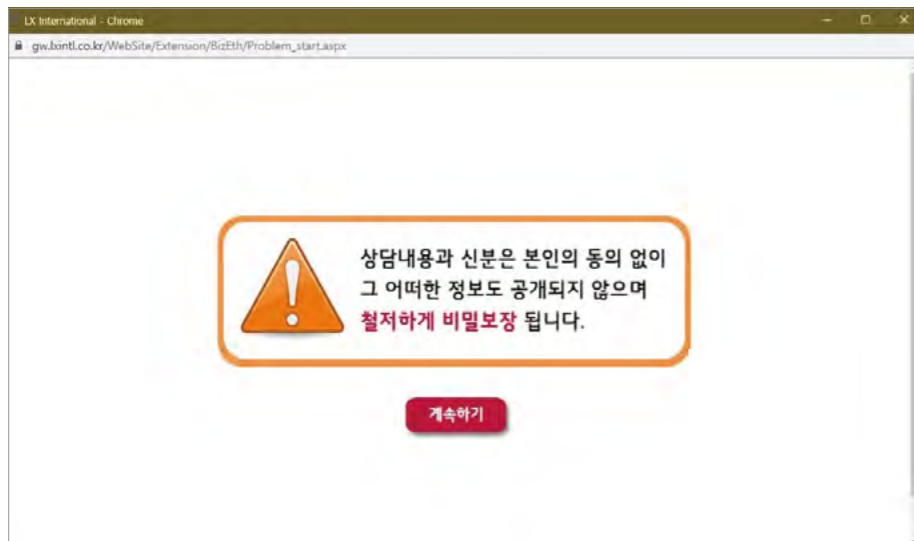 LX International - Chrome
gw.lxintl.co.kr/WebSite/Extension/BizEth/Problem_start.aspx
상담내용과 신분은 본인의 동의 없이
그 어떠한 정보도 공개되지 않으며
철저하게 비밀보장 됩니다.
계속하기